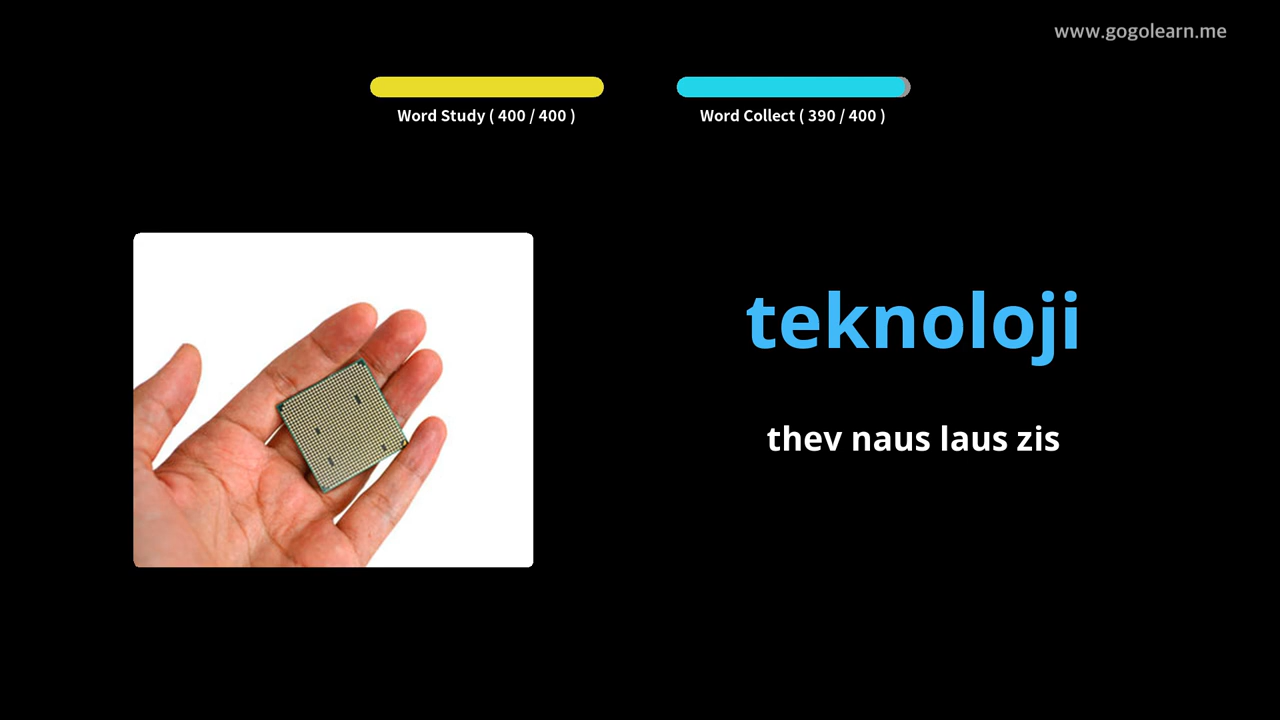 www.gogolearn.me
Word Study ( 400 / 400 )
Word Collect ( 390 / 400 )
teknoloji
thev naus laus zis